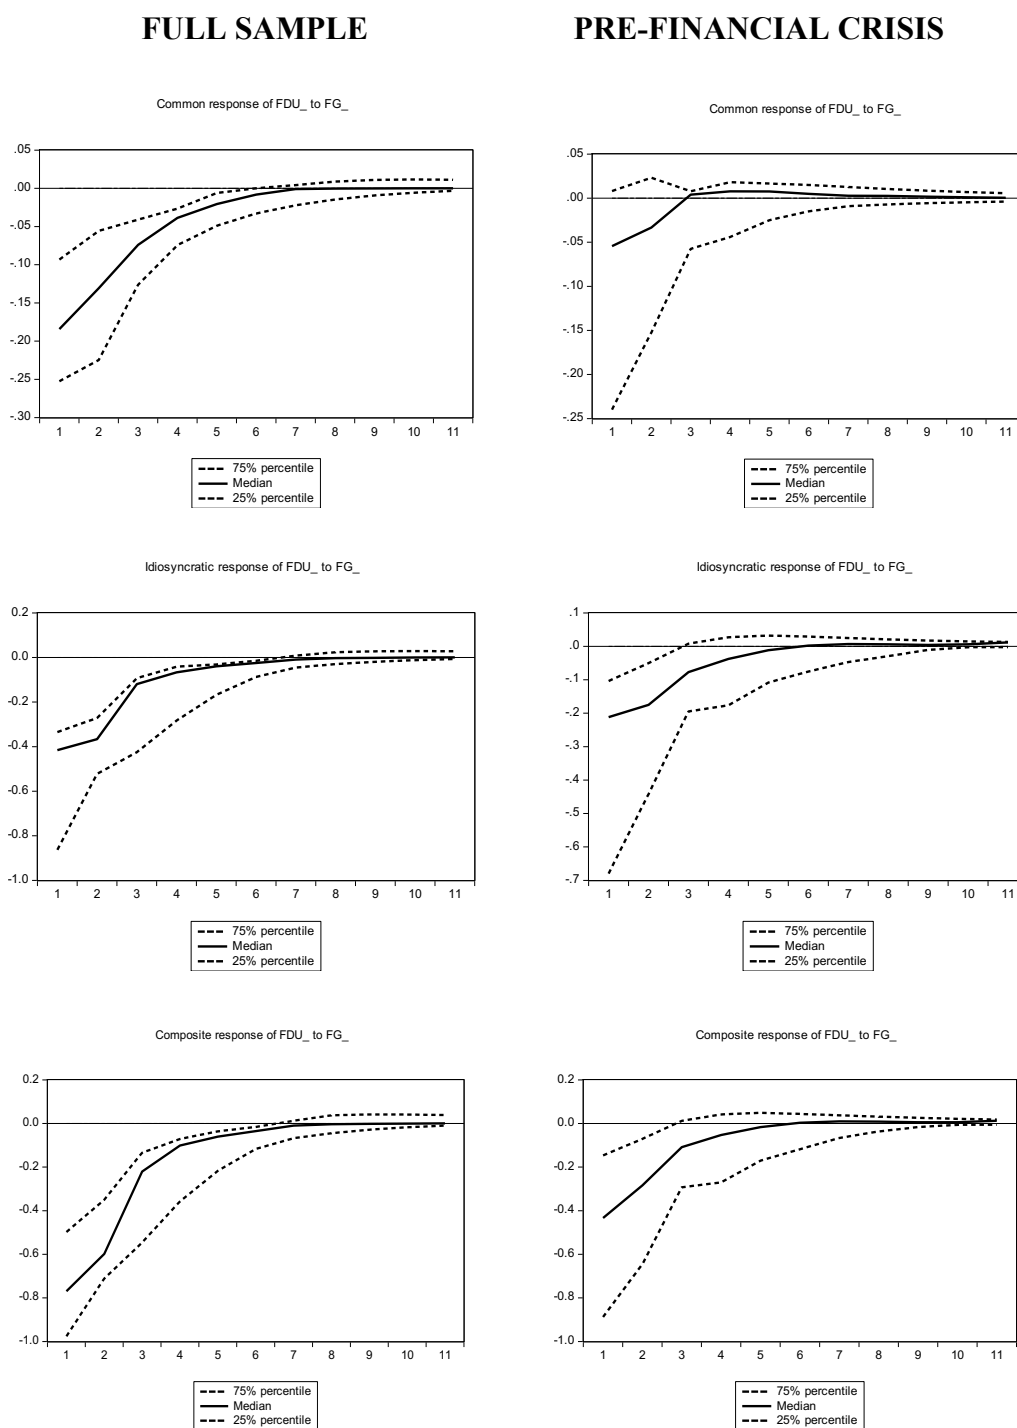 FULL SAMPLE
PRE-FINANCIAL CRISIS
Common response of FDU_ to FG_
.05
.00
-.05
-.10
-.15
-.20
-.25
-.30
1 2 3 4 5 6 7 8 9 10 11
75% percentile
Median
25% percentile
Common response of FDU_ to FG_
.05
.00
-.05
-.10
-.15
-.20
-.25
1 2 3 4 5 6 7 8 9 10 11
75% percentile
Median
25% percentile
Idiosyncratic response of FDU_ to FG_
0.2
0.0
-0.2
-0.4
-0.6
-0.8
-1.0
1 2 3 4 5 6 7 8 9 10 11
75% percentile
Median
25% percentile
Idiosyncratic response of FDU_ to FG_
.1
.0
-.1
-.2
-.3
-.4
-.5
-.6
-.7
1 2 3 4 5 6 7 8 9 10 11
75% percentile
Median
25% percentile
Composite response of FDU_ to FG_
0.2
0.0
-0.2
-0.4
-0.6
-0.8
-1.0
1 2 3 4 5 6 7 8 9 10 11
75% percentile
Median
25% percentile
Composite response of FDU_ to FG_
0.2
0.0
-0.2
-0.4
-0.6
-0.8
-1.0
1 2 3 4 5 6 7 8 9 10 11
75% percentile
Median
25% percentile